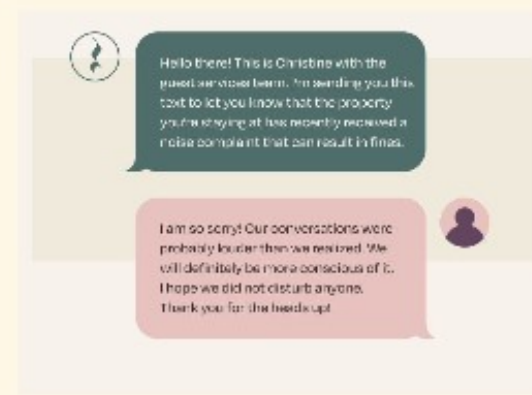 Hello there! This is Christine with the
guest services team. I'm sending you this
text to let you know that the property
you're staying at has recently received a
noise complaint that can result in fines.
I am so sorry! Our conversations were
probably louder than we realized. We
will definitely be more conscious of it.
I hope we did not disturb anyone.
Thank you for the heads up!